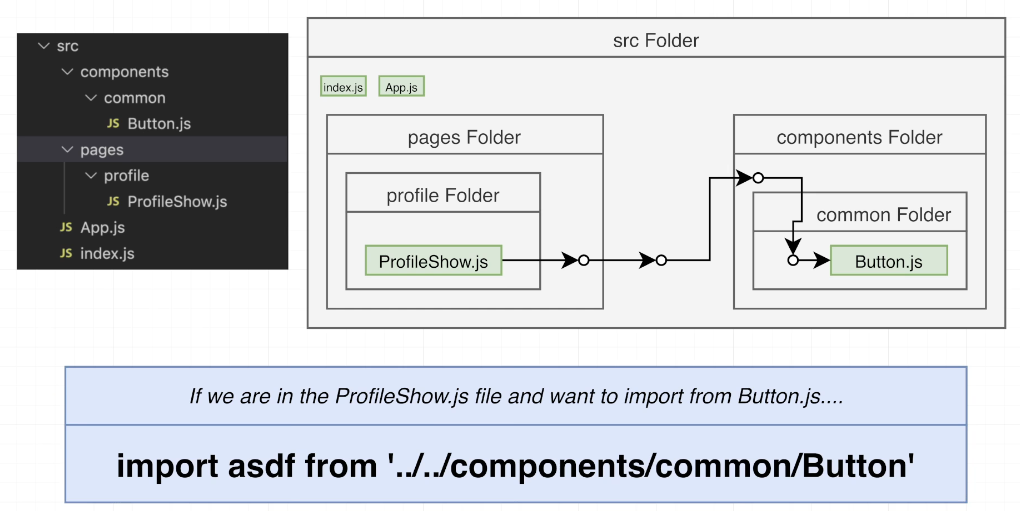 src
components
common
JS Button.js
pages
profile
JS ProfileShow.js
JS App.js
JS index.js
src Folder
index.js App.js
pages Folder
profile Folder
ProfileShow.js
components Folder
common Folder
Button.js
If we are in the ProfileShow.js file and want to import from Button.js....
import asdf from '../../components/common/Button'